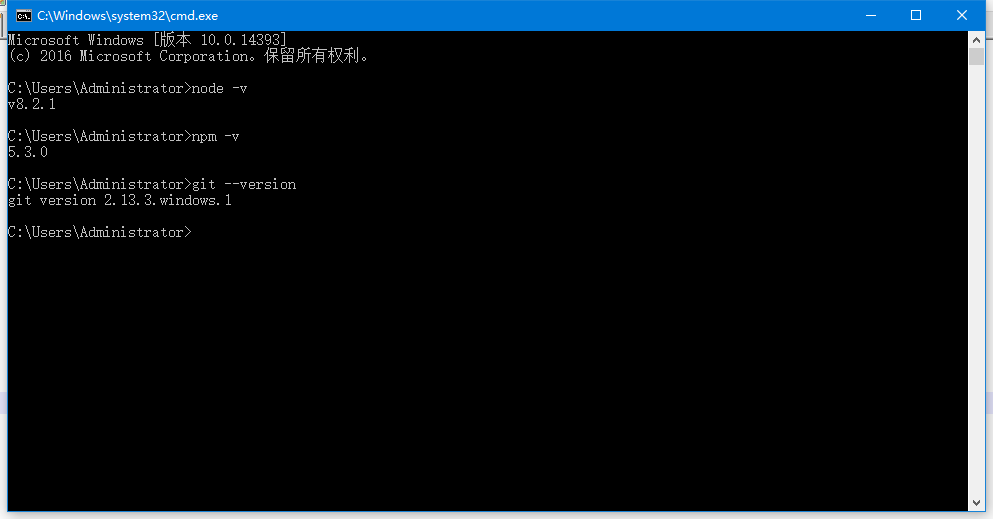 C:\Windows\system32\cmd.exe
Microsoft Windows [版本 10.0.14393]
(c) 2016 Microsoft Corporation。保留所有权利。
C:\Users\Administrator>node -v
v8.2.1
C:\Users\Administrator>npm -v
5.3.0
C:\Users\Administrator>git --version
git version 2.13.3.windows.1
C:\Users\Administrator>